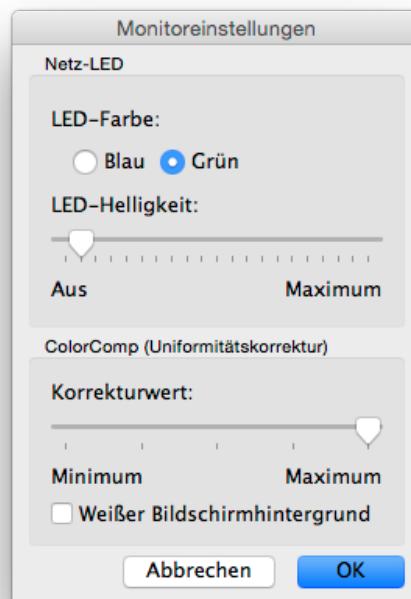 Monitoreinstellungen
Netz-LED
LED-Farbe:
Blau Grün
LED-Helligkeit:
Aus Maximum
ColorComp (Uniformitätskorrektur)
Korrekturwert:
Minimum Maximum
Weißer Bildschirmhintergrund
Abbrechen OK